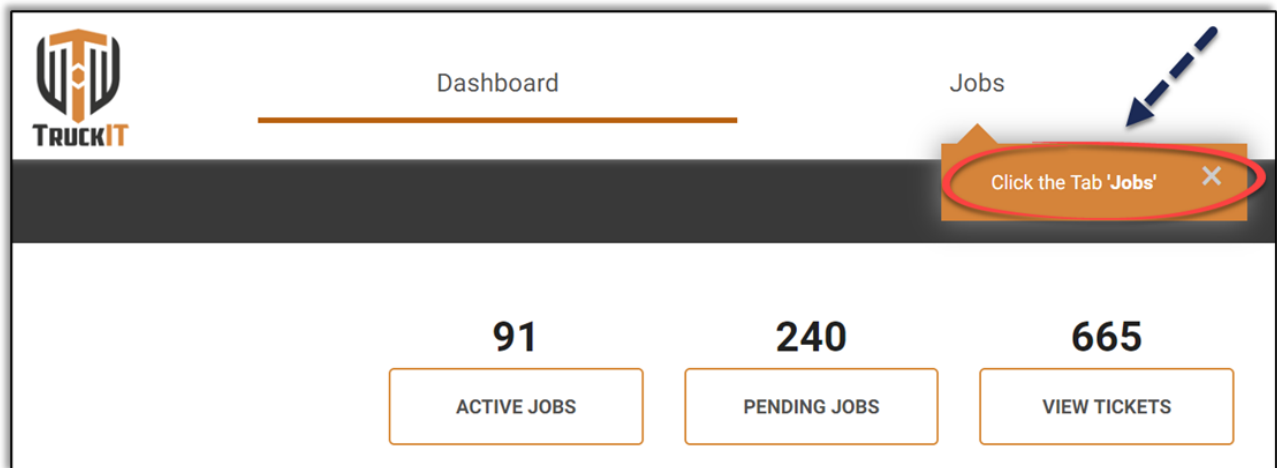 TRUCKIT
Dashboard
Jobs
Click the Tab 'Jobs'
91
240
665
ACTIVE JOBS
PENDING JOBS
VIEW TICKETS